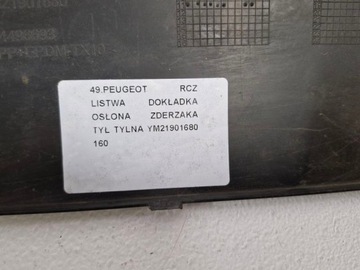 49.PEUGEOT RCZ
LISTWA DOKŁADKA
OSŁONA ZDERZAKA
TYŁ TYLNA YM21901680
160